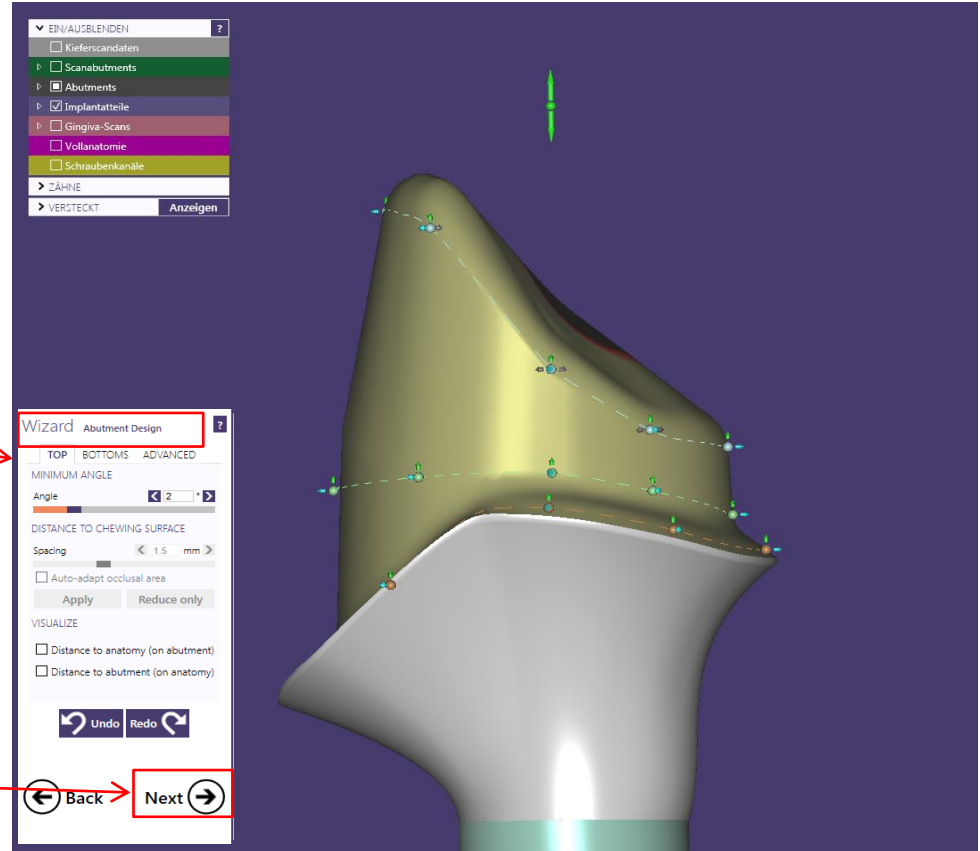 EIN/AUSBLENDEN ?
Kieferscandaten
Scanabutments
Abutments
Implantatteile
Gingiva-Scans
Vollanatomie
Schraubenkanäle
ZÄHNE
VERSTECKT Anzeigen
Wizard Abutment Design ?
TOP BOTTOMS ADVANCED
MINIMUM ANGLE
Angle 2 °
DISTANCE TO CHEWING SURFACE
Spacing 1.5 mm
Auto-adapt occlusal area
Apply Reduce only
VISUALIZE
Distance to anatomy (on abutment)
Distance to abutment (on anatomy)
Undo Redo
Back Next